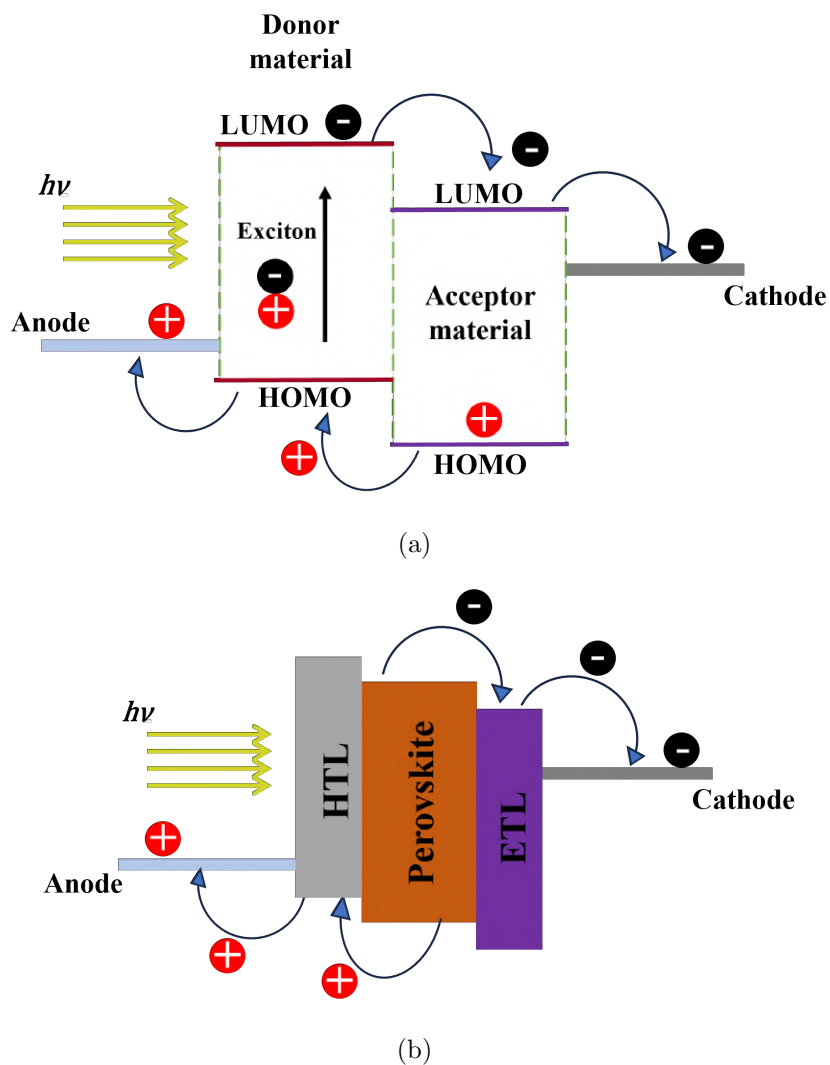 Donor
material
LUMO
-
-
hν
LUMO
Exciton
-
+
-
Cathode
Acceptor
material
Anode
+
HOMO
+
+
HOMO
(a)
-
-
hν
HTL
Perovskite
ETL
-
Cathode
+
Anode
+
+
(b)